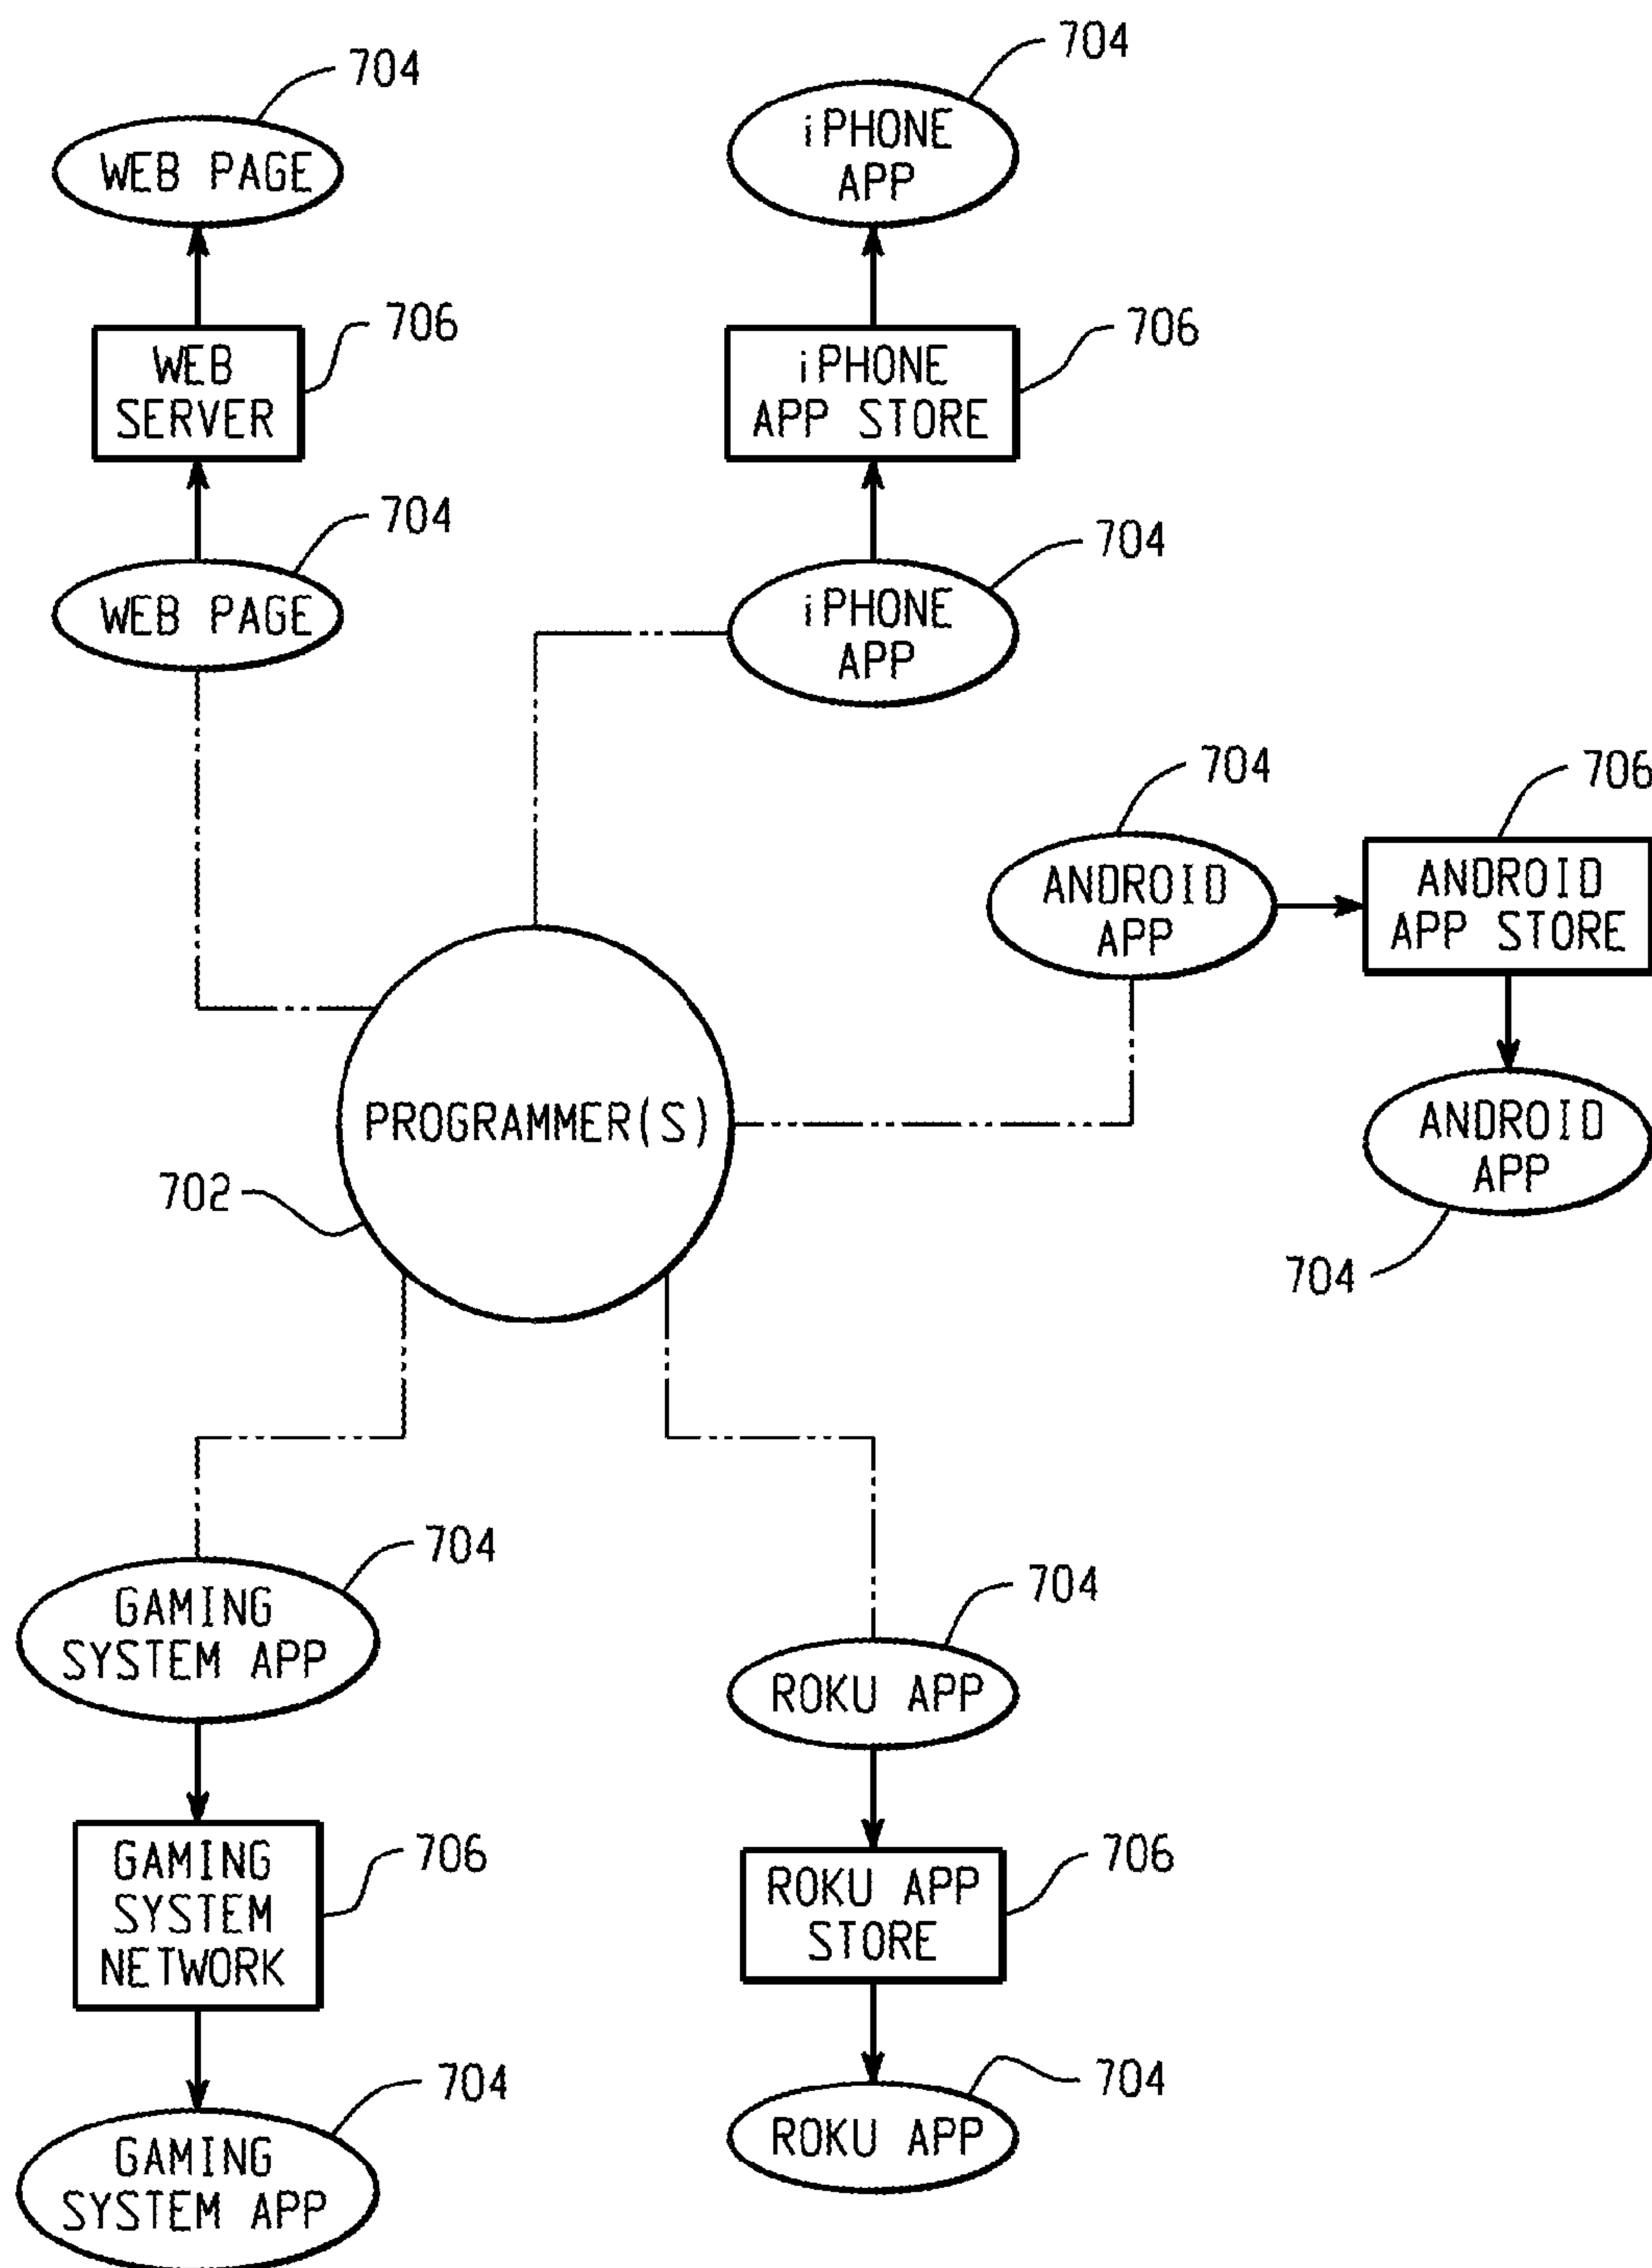 704
WEB PAGE
706
WEB
SERVER
704
WEB PAGE
704
iPHONE
APP
706
iPHONE
APP STORE
704
iPHONE
APP
704
ANDROID
APP
706
ANDROID
APP STORE
ANDROID
APP
704
PROGRAMMER(S)
702
704
GAMING
SYSTEM APP
706
GAMING
SYSTEM
NETWORK
704
GAMING
SYSTEM APP
704
ROKU APP
706
ROKU APP
STORE
704
ROKU APP